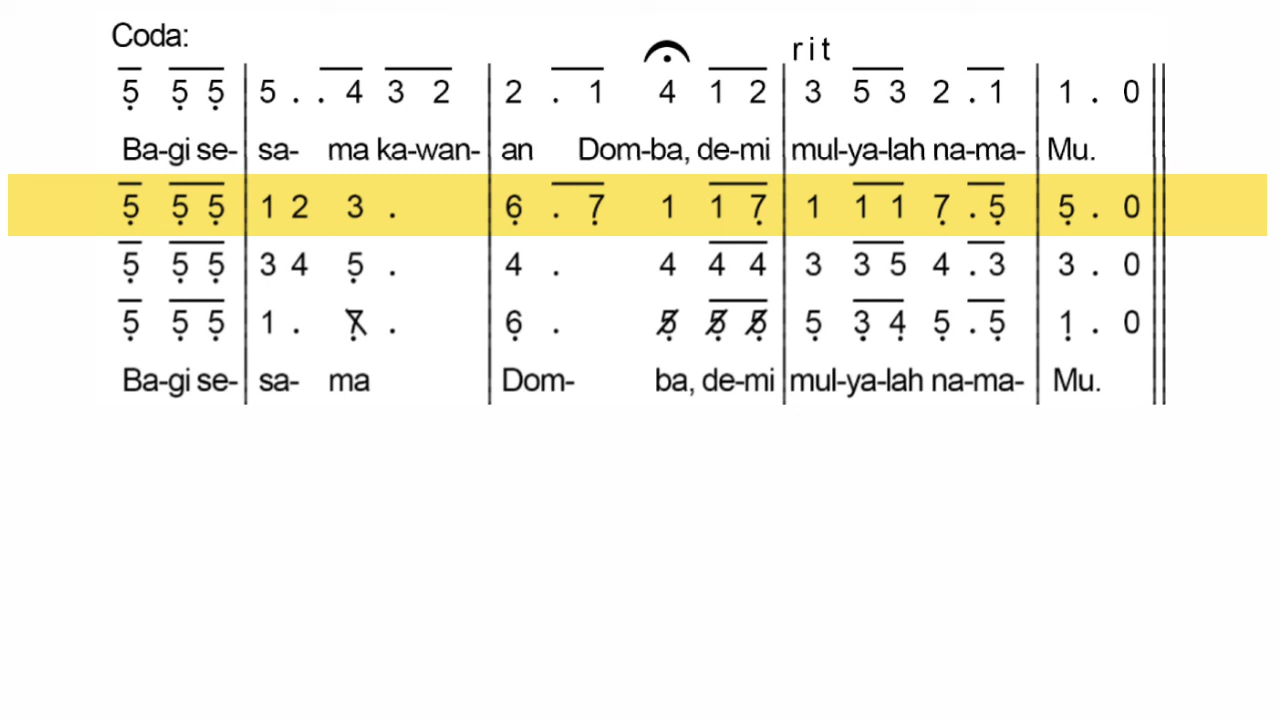 Coda:
rit
5̣ 5̣ 5̣ | 5 . . 4 3 2 | 2 . 1 4 1 2 | 3 5 3 2 . 1 | 1 . 0 ||
Ba-gi se- sa- ma ka-wan- an Dom-ba, de-mi mul-ya-lah na-ma- Mu.
5̣ 5̣ 5̣ | 1 2 3 . | 6̣ . 7̣ 1 1 7̣ | 1 1 1 7̣ . 5̣ | 5̣ . 0 ||
5̣ 5̣ 5̣ | 3 4 5̣ . | 4 . 4 4 4 | 3 3 5 4 . 3 | 3 . 0 ||
5̣ 5̣ 5̣ | 1 . 7̸̣ . | 6̣ . 5̸̣ 5̸̣ 5̸̣ | 5̣ 3̣ 4̣ 5̣ . 5̣ | 1̣ . 0 ||
Ba-gi se- sa- ma Dom- ba, de-mi mul-ya-lah na-ma- Mu.